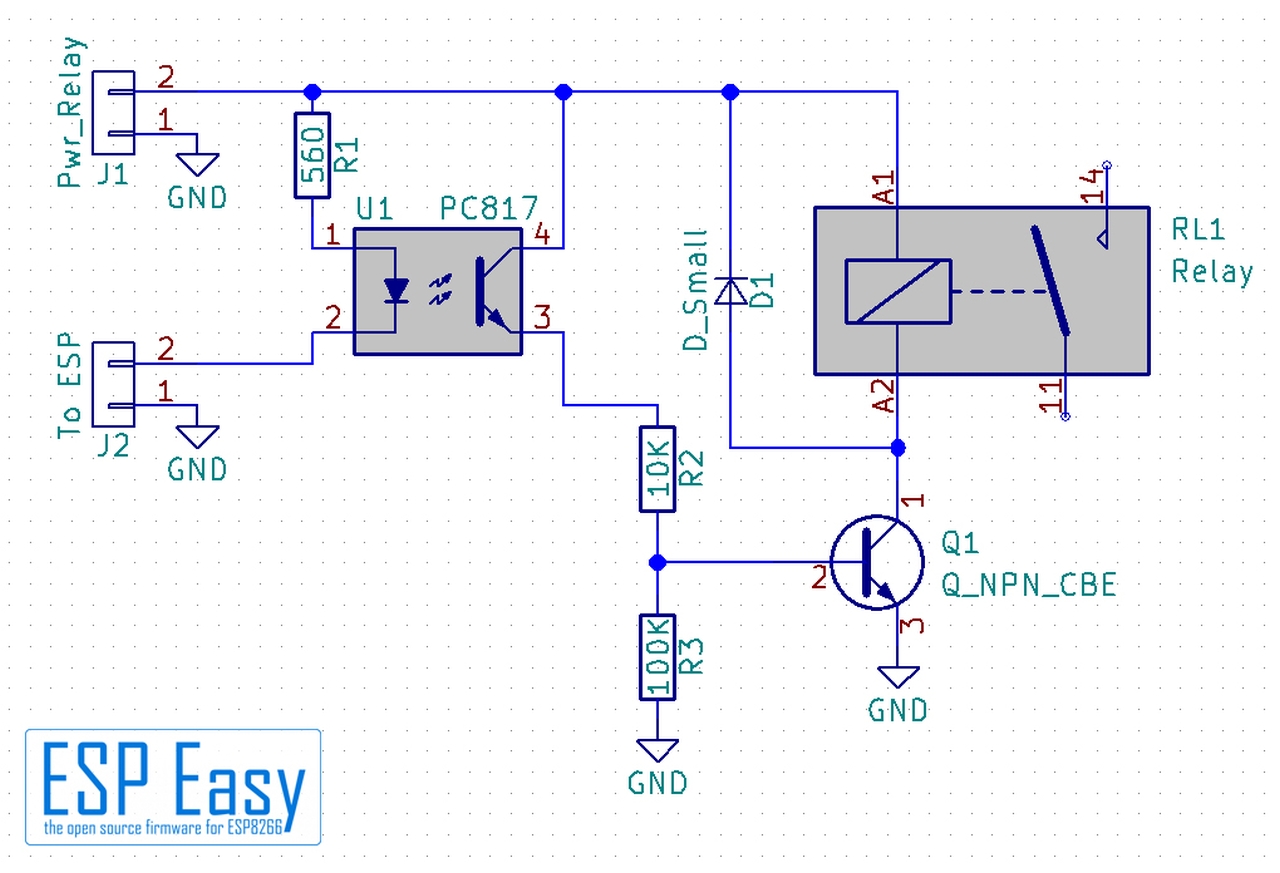 Pwr_Relay
2
1
J1
GND
560
R1
U1
PC817
1
2
4
3
To ESP
2
1
J2
GND
D_Small
D1
A1
14
RL1
Relay
A2
11
10K
R2
1
Q1
2
Q_NPN_CBE
3
GND
100K
R3
GND
ESP Easy
the open source firmware for ESP8266